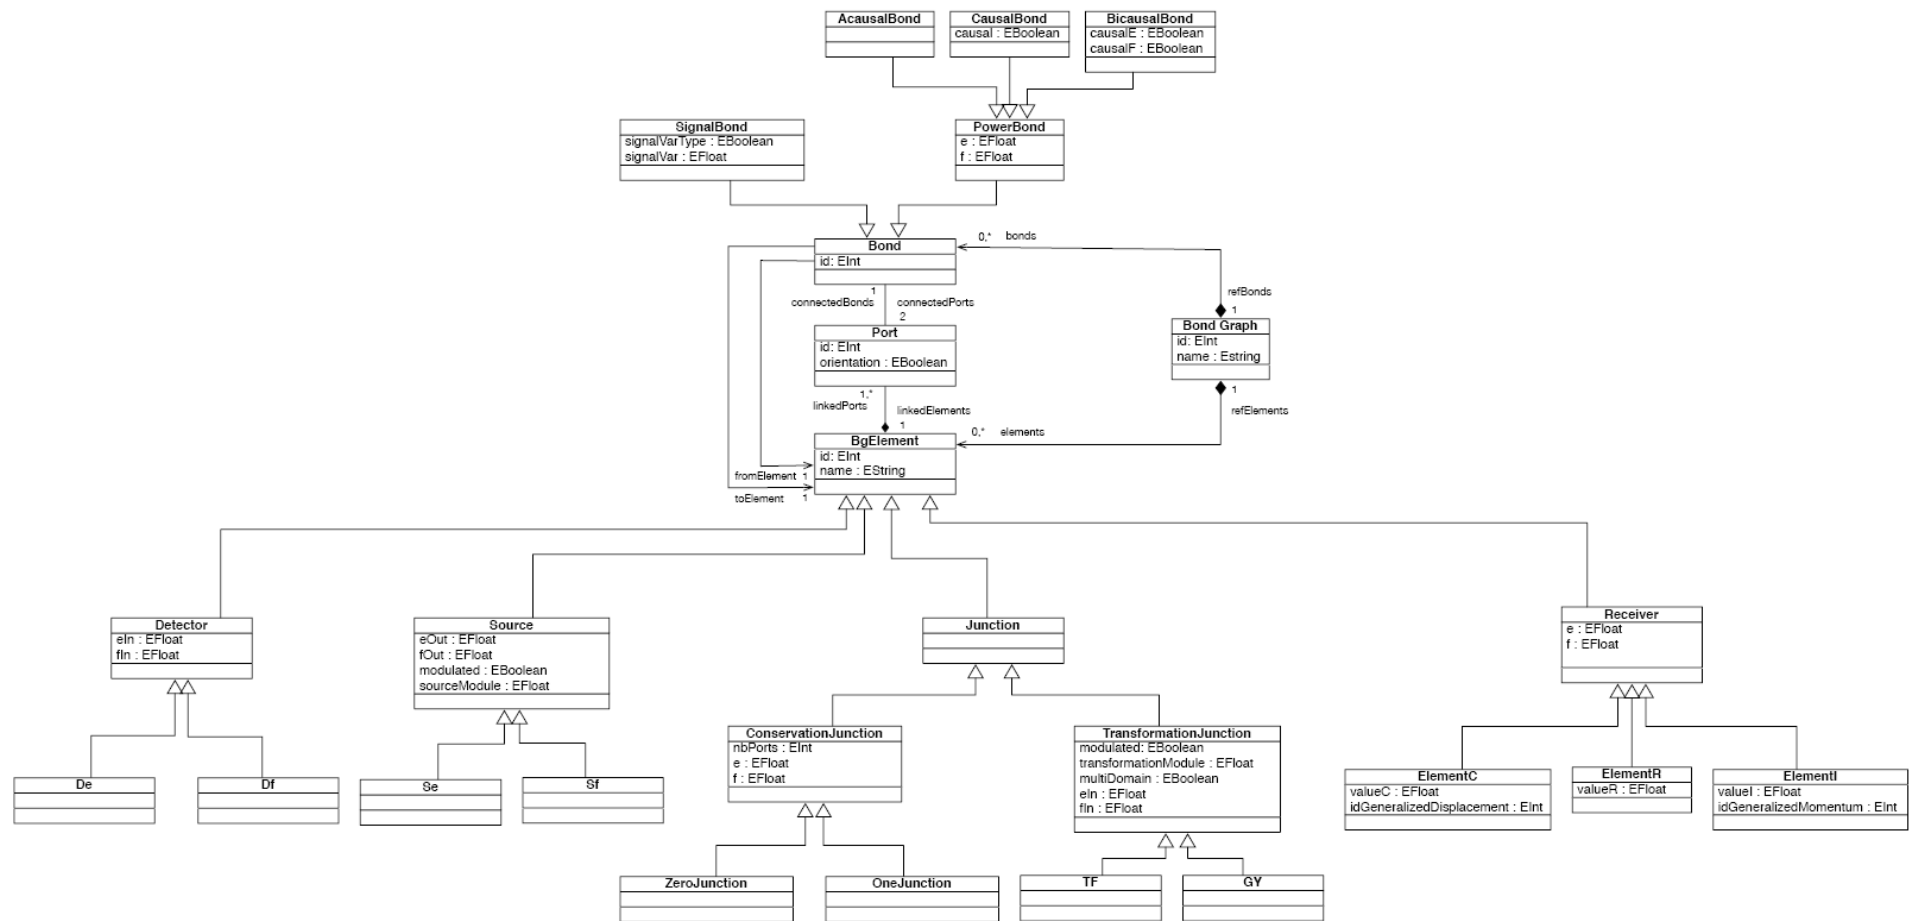 AcausalBond
CausalBond
causal : EBoolean
BicausalBond
causalE : EBoolean
causalF : EBoolean
SignalBond
signalVarType : EBoolean
signalVar : EFloat
PowerBond
e : EFloat
f : EFloat
Bond
id: EInt
0,* bonds
1
connectedBonds
connectedPorts
2
refBonds
1
Bond Graph
id: EInt
name : Estring
1
refElements
Port
id: EInt
orientation : EBoolean
1,*
linkedPorts
linkedElements
1
0,* elements
BgElement
id: EInt
name : EString
fromElement 1
toElement 1
Detector
eIn : EFloat
fIn : EFloat
Source
eOut : EFloat
fOut : EFloat
modulated : EBoolean
sourceModule : EFloat
Junction
Receiver
e : EFloat
f : EFloat
De
Df
Se
Sf
ConservationJunction
nbPorts : EInt
e : EFloat
f : EFloat
TransformationJunction
modulated: EBoolean
transformationModule : EFloat
multiDomain : EBoolean
eIn : EFloat
fIn : EFloat
ElementC
valueC : EFloat
idGeneralizedDisplacement : EInt
ElementR
valueR : EFloat
ElementI
valueI : EFloat
idGeneralizedMomentum : EInt
ZeroJunction
OneJunction
TF
GY